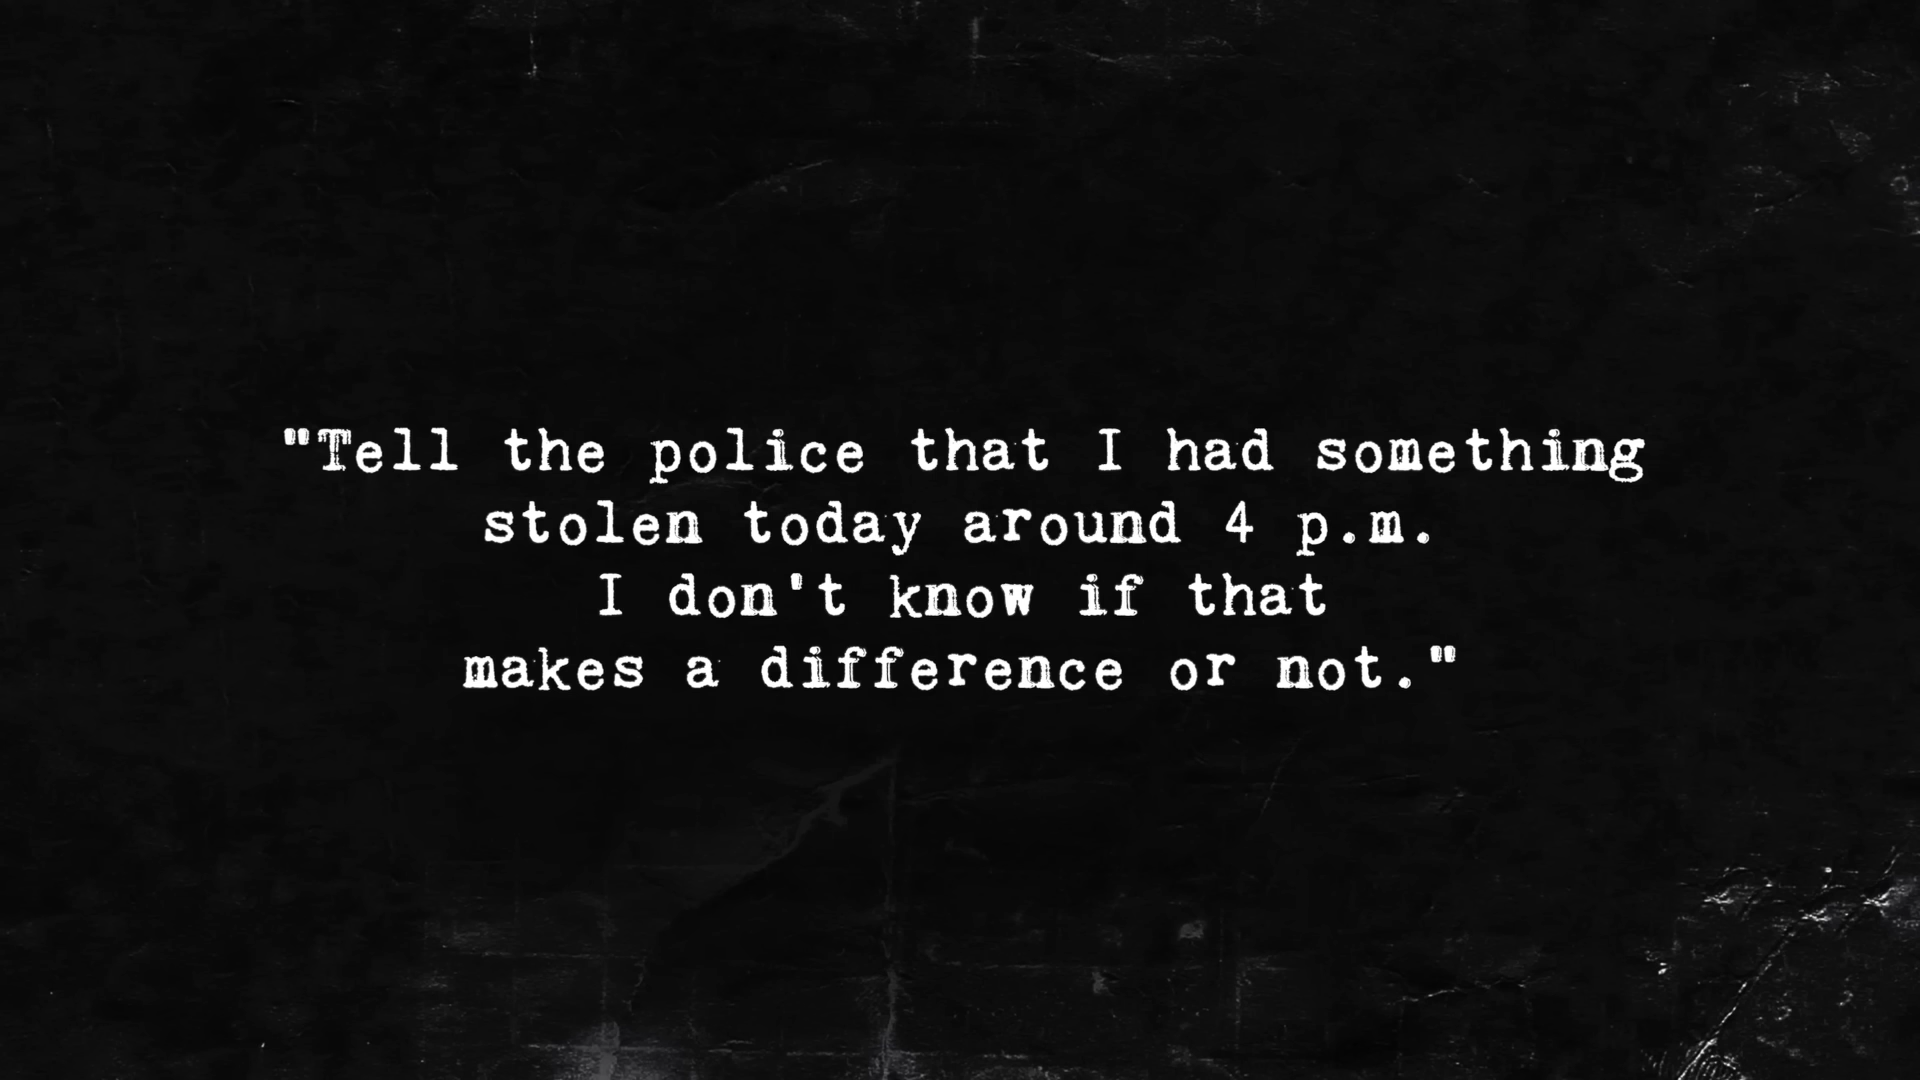 "Tell the police that I had something
stolen today around 4 p.m.
I don't know if that
makes a difference or not."